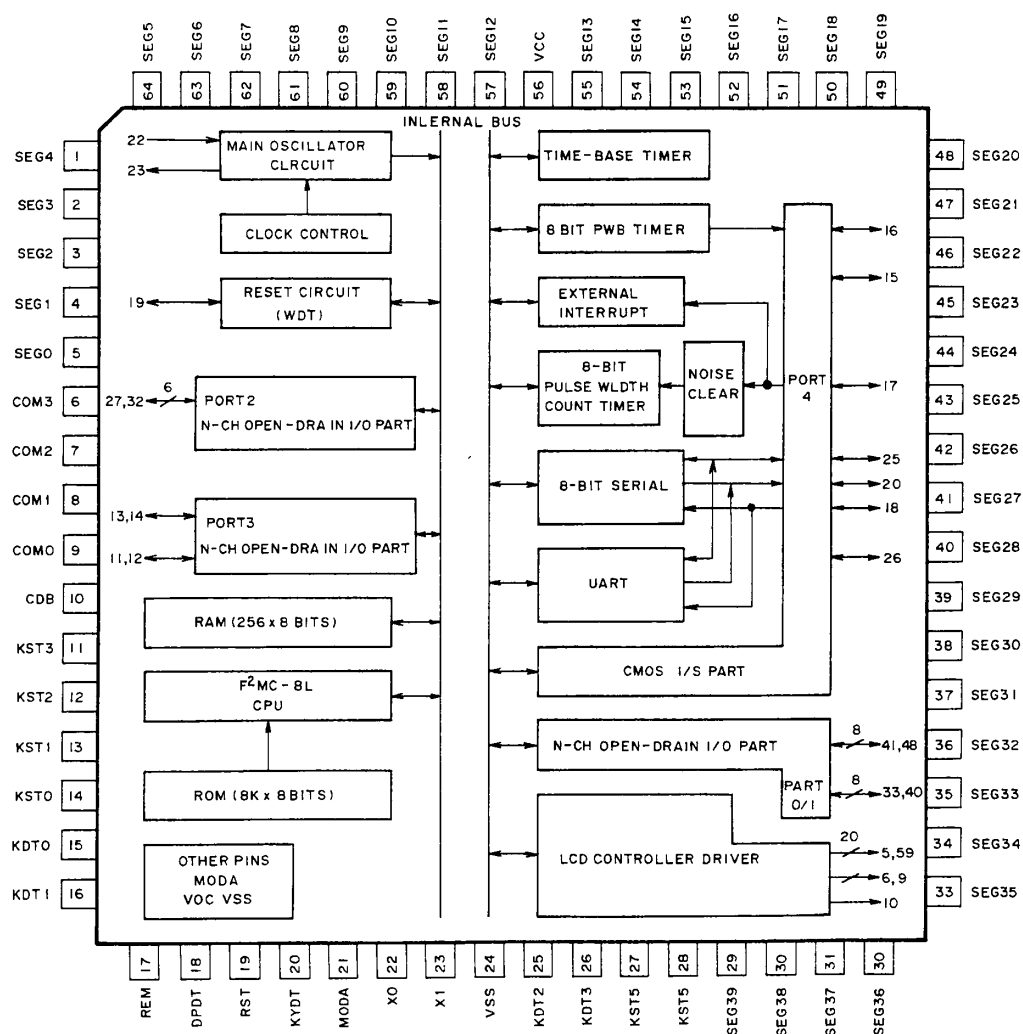 SEG5 SEG6 SEG7 SEG8 SEG9 SEG10 SEG11 SEG12 VCC SEG13 SEG14 SEG15 SEG16 SEG17 SEG18 SEG19
64 63 62 61 60 59 58 57 56 55 54 53 52 51 50 49
INLERNAL BUS
SEG4 1
SEG3 2
SEG2 3
SEG1 4
SEG0 5
COM3 6
COM2 7
COM1 8
COM0 9
CDB 10
KST3 11
KST2 12
KST1 13
KST0 14
KDT0 15
KDT1 16
22
23
MAIN OSCILLATOR
CLRCUIT
CLOCK CONTROL
19
RESET CIRCUIT
(WDT)
6
27,32
PORT2
N-CH OPEN-DRA IN I/O PART
13,14
11,12
PORT3
N-CH OPEN-DRA IN I/O PART
RAM (256 x 8 BITS)
F²MC-8L
CPU
ROM (8K x 8BITS)
OTHER PINS
MODA
VOC VSS
TIME-BASE TIMER
8 BIT PWB TIMER
EXTERNAL
INTERRUPT
8-BIT
PULSE WLDTH
COUNT TIMER
NOISE
CLEAR
PORT
4
8-BIT SERIAL
UART
CMOS I/S PART
16
15
17
25
20
18
26
N-CH OPEN-DRAIN I/O PART
PART
0/1
8
41,48
8
33,40
LCD CONTROLLER DRIVER
20
5,59
6,9
10
48 SEG20
47 SEG21
46 SEG22
45 SEG23
44 SEG24
43 SEG25
42 SEG26
41 SEG27
40 SEG28
39 SEG29
38 SEG30
37 SEG31
36 SEG32
35 SEG33
34 SEG34
33 SEG35
17 18 19 20 21 22 23 24 25 26 27 28 29 30 31 30
REM DPDT RST KYDT MODA X0 X1 VSS KDT2 KDT3 KST5 KST5 SEG39 SEG38 SEG37 SEG36